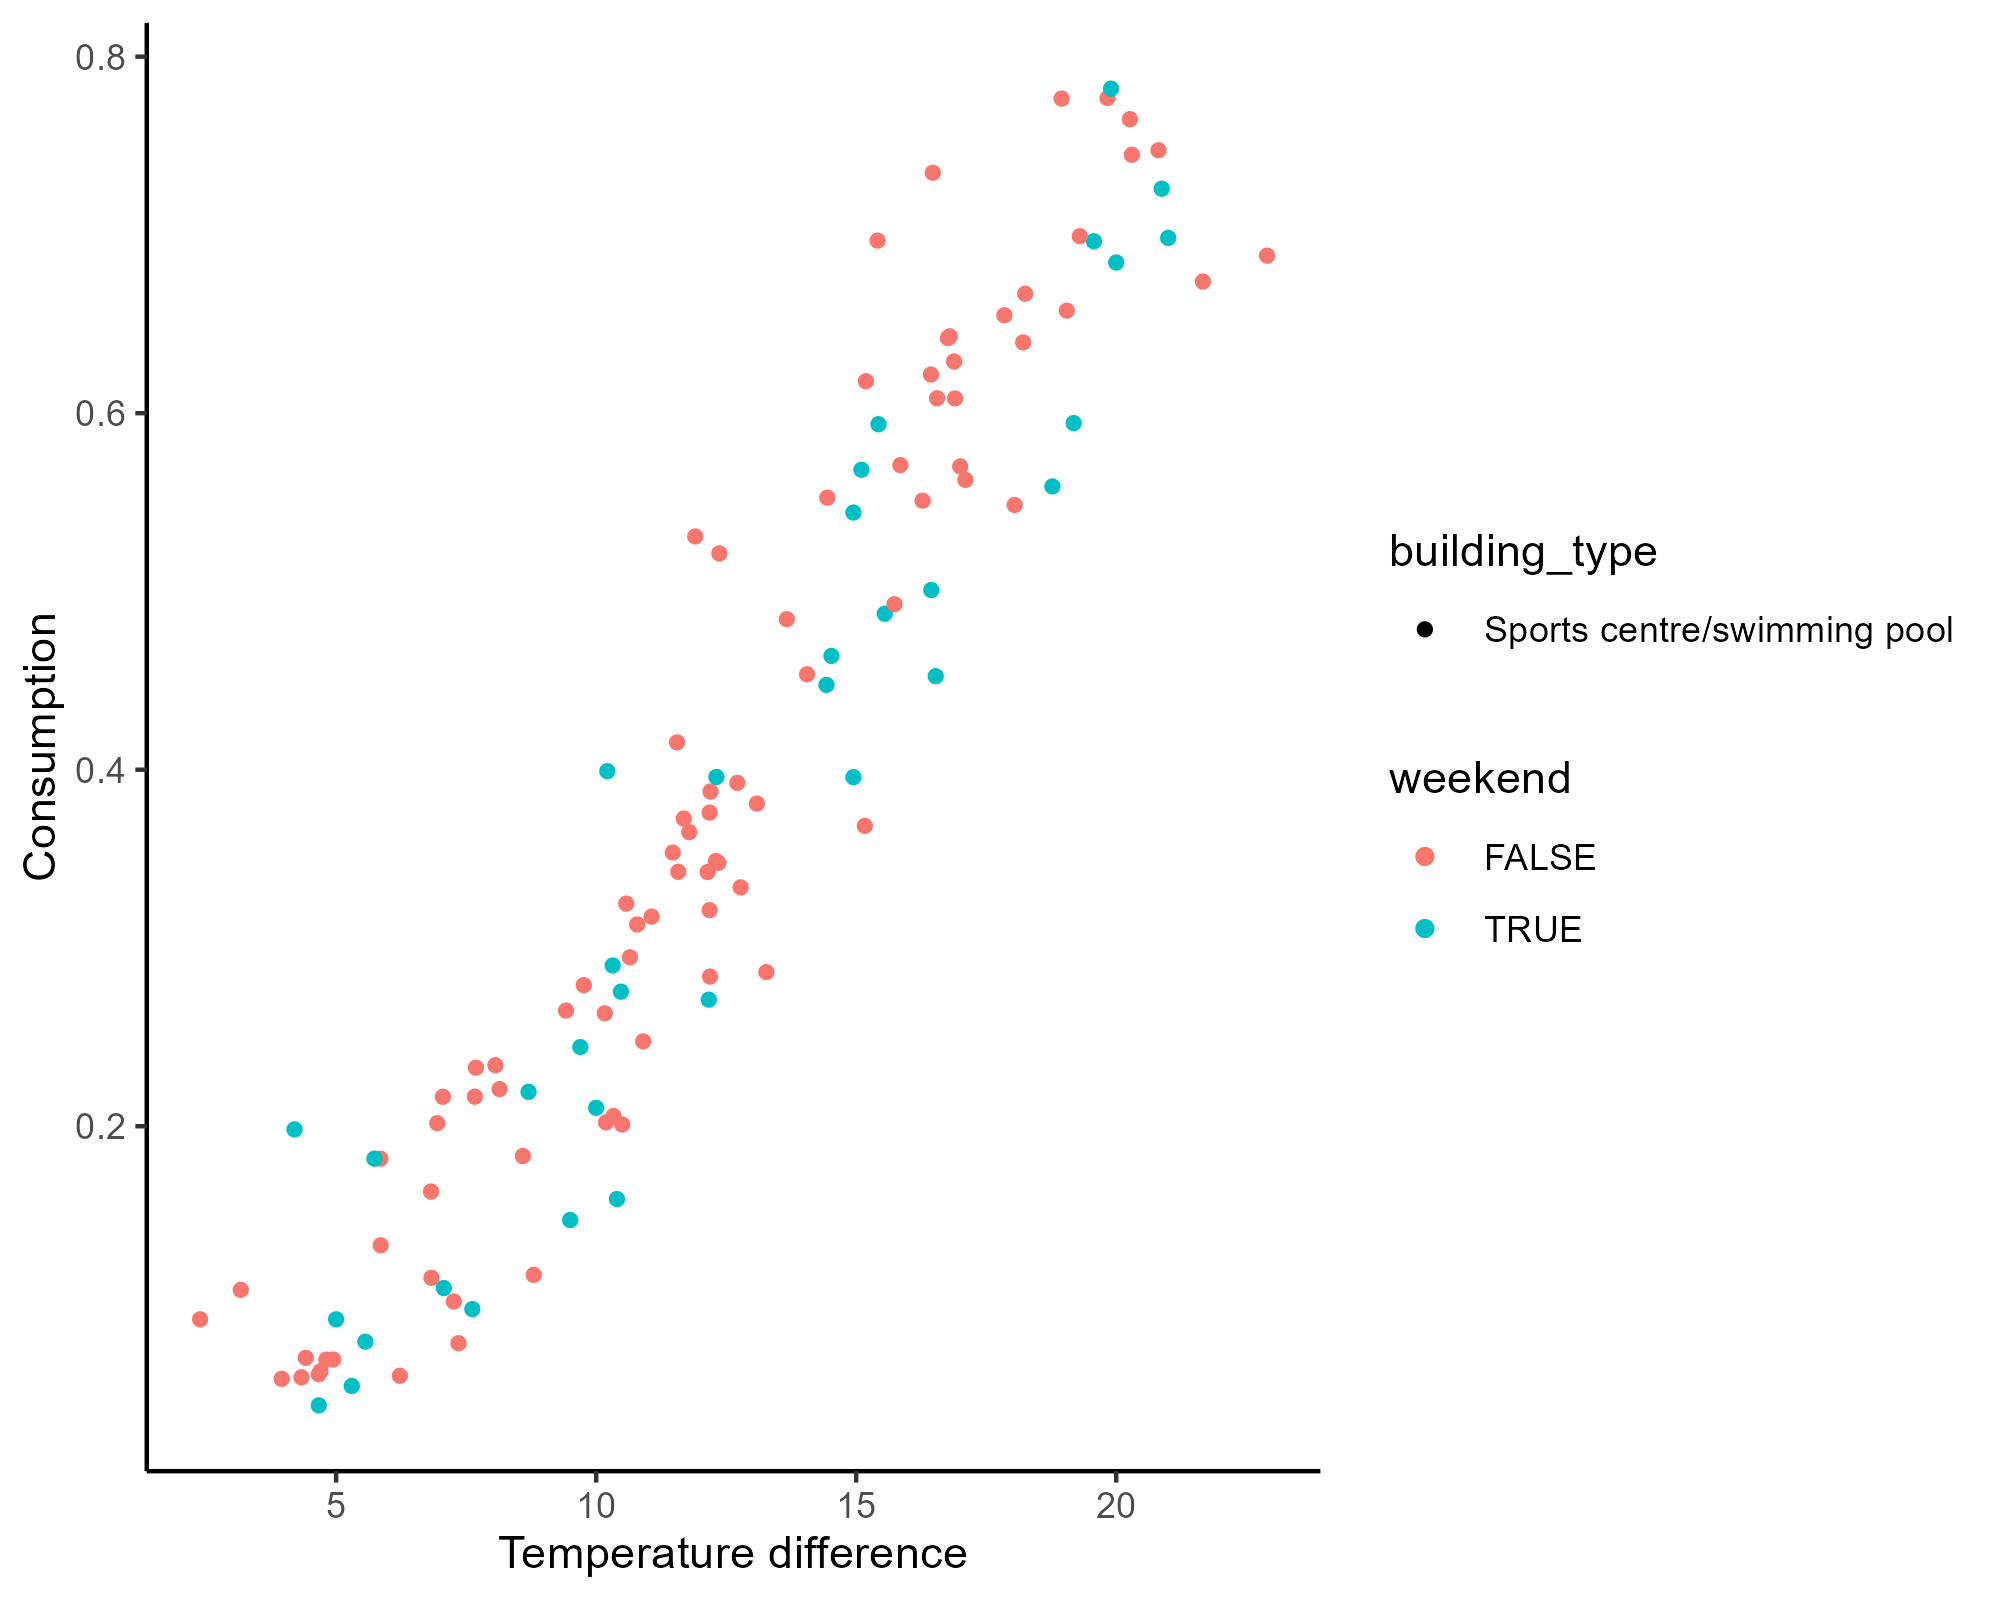 0.8
0.6
0.4
0.2
Consumption
5 10 15 20
Temperature difference
building_type
Sports centre/swimming pool
weekend
FALSE
TRUE